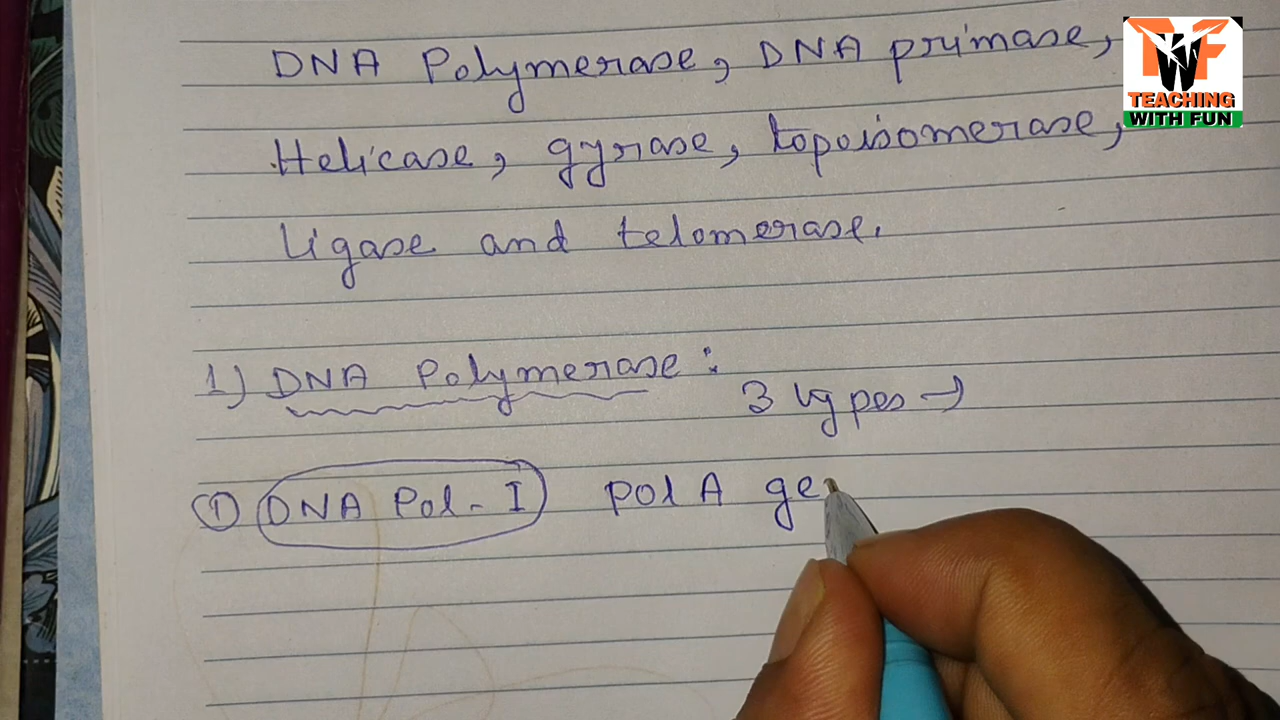 DNA Polymerase, DNA primase,
Helicase, gyrase, topoisomerase,
ligase and telomerase.
1) DNA Polymerase :
3 types →
① DNA Pol - I pol A ge
TWF
TEACHING
WITH FUN